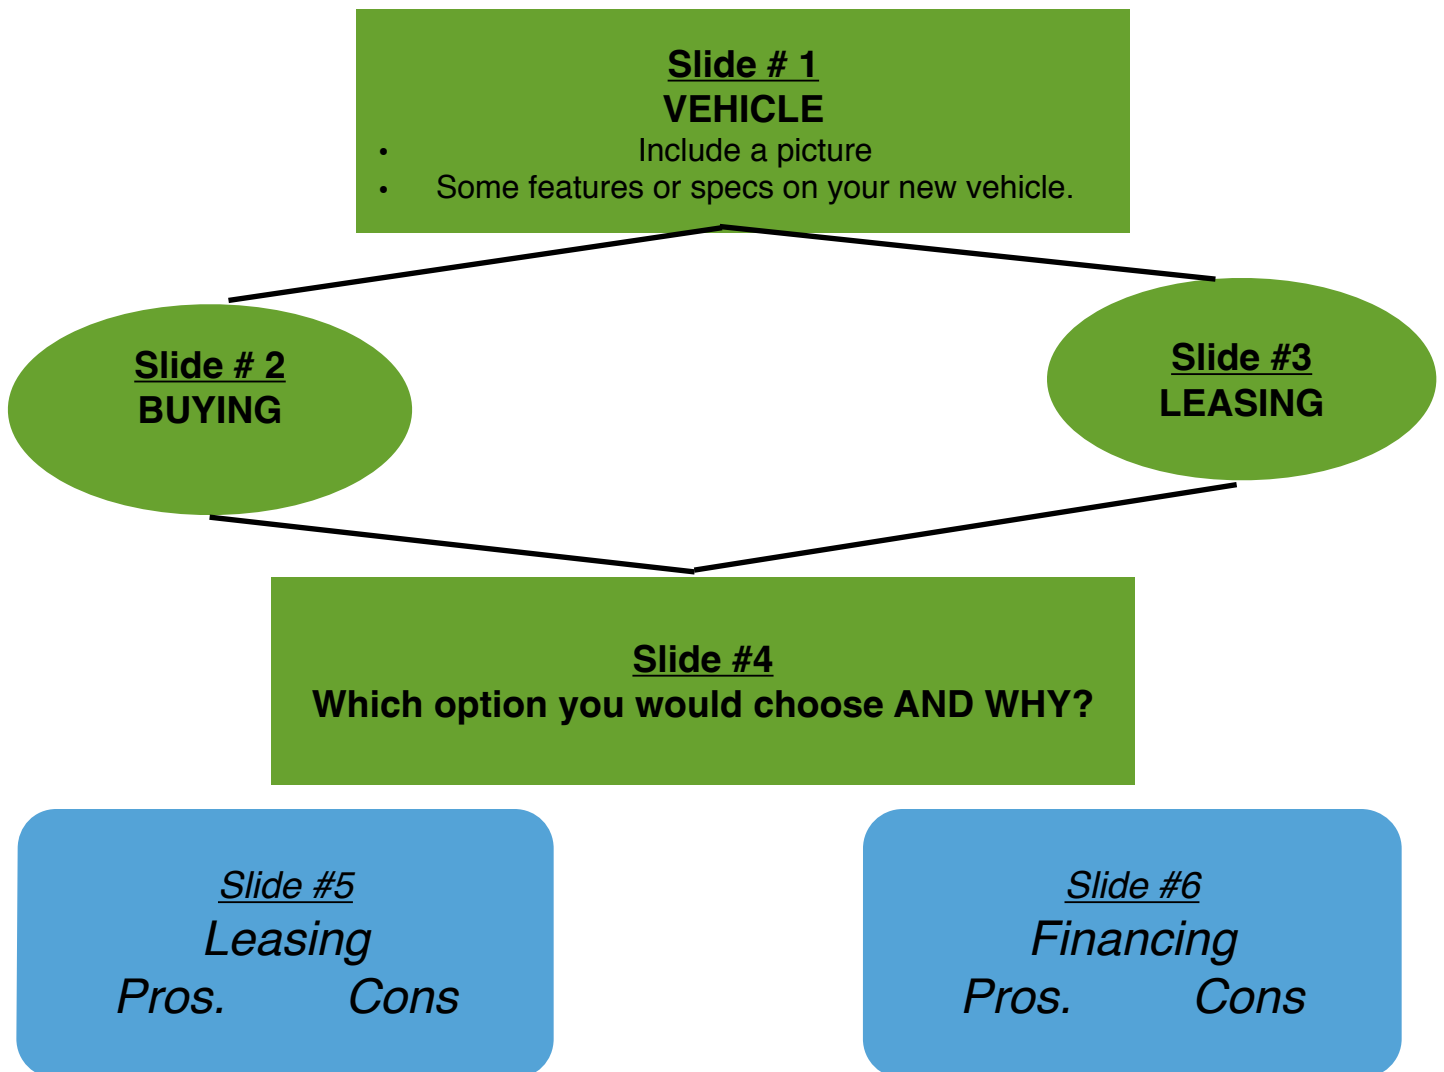 Slide # 1
VEHICLE
• Include a picture
• Some features or specs on your new vehicle.
Slide # 2
BUYING
Slide #3
LEASING
Slide #4
Which option you would choose AND WHY?
Slide #5
Leasing
Pros. Cons
Slide #6
Financing
Pros. Cons